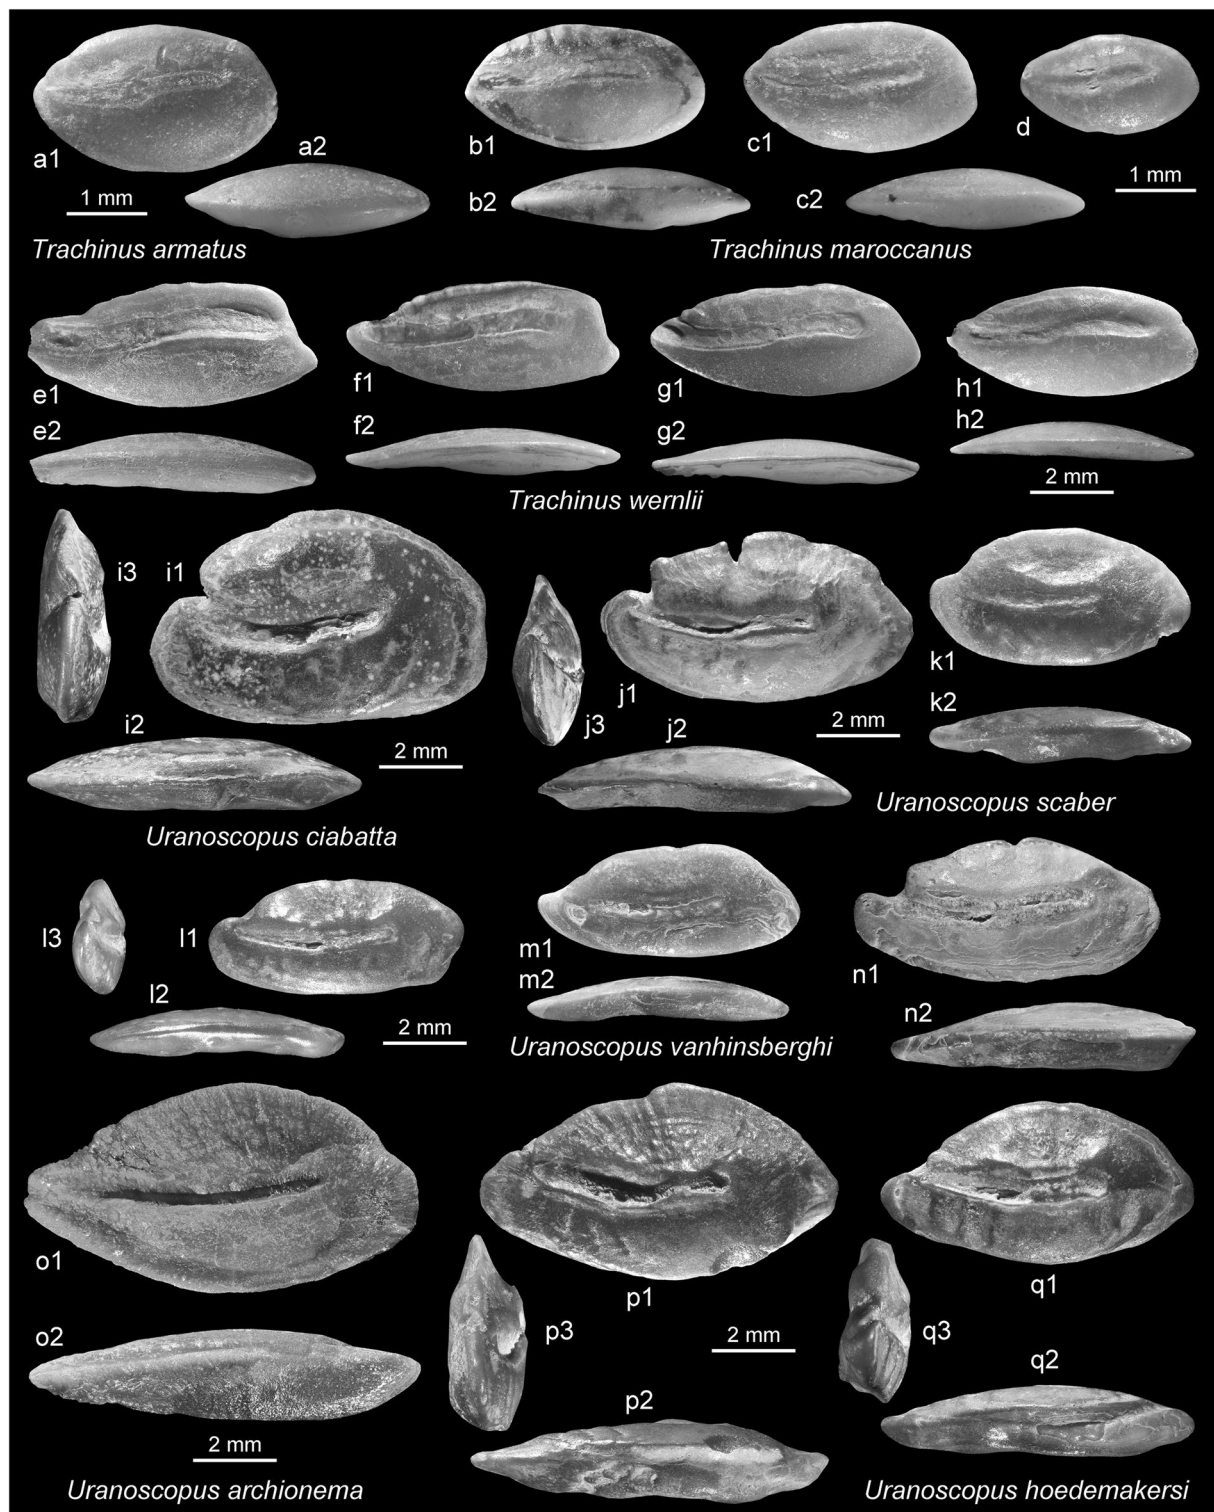 a1
a2
1 mm
Trachinus armatus
b1
b2
c1
c2
d
1 mm
Trachinus maroccanus
e1
e2
f1
f2
g1
g2
h1
h2
2 mm
Trachinus wernlii
i3
i1
i2
2 mm
Uranoscopus ciabatta
j3
j1
j2
2 mm
k1
k2
Uranoscopus scaber
l3
l1
l2
2 mm
m1
m2
n1
n2
Uranoscopus vanhinsberghi
o1
o2
2 mm
Uranoscopus archionema
p1
p3
2 mm
p2
q1
q3
q2
Uranoscopus hoedemakersi